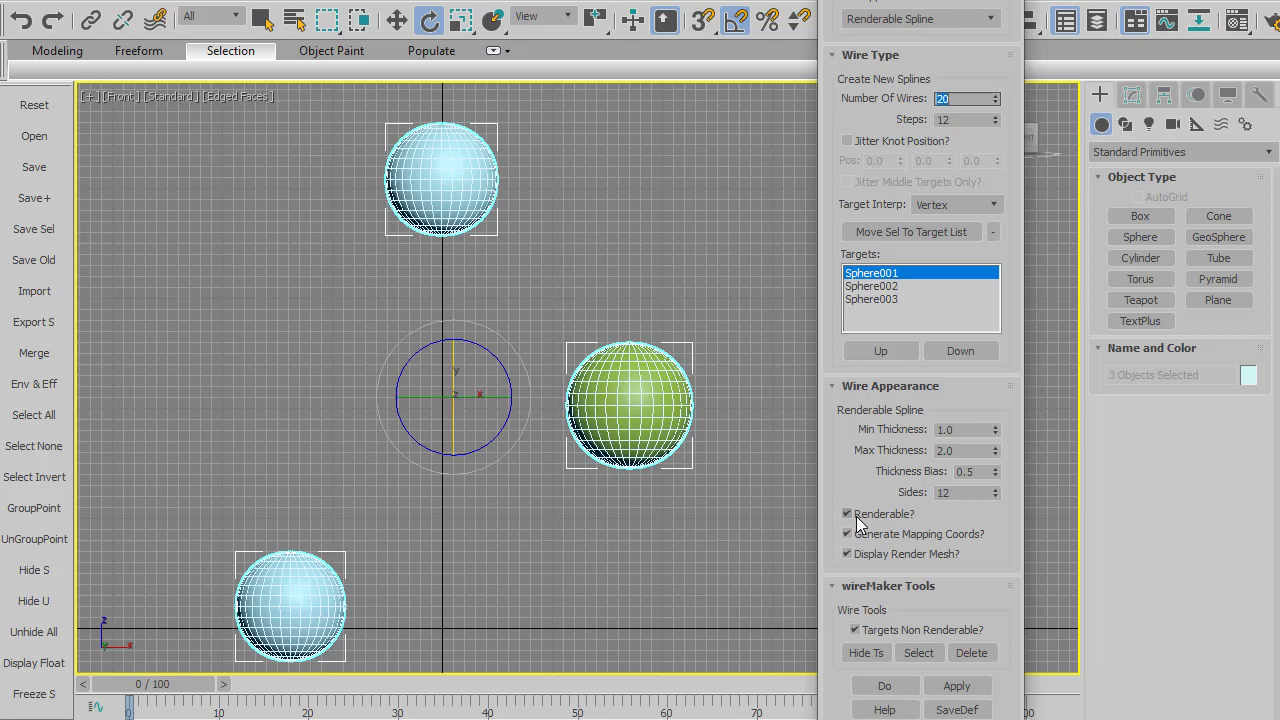 All
View
Renderable Spline
Modeling
Freeform
Selection
Object Paint
Populate
[+] [Front] [Standard] [Edged Faces]
Reset
Open
Save
Save+
Save Sel
Save Old
Import
Export S
Merge
Env & Eff
Select All
Select None
Select Invert
GroupPoint
UnGroupPoint
Hide S
Hide U
Unhide All
Display Float
Freeze S
y
z
x
z
y
x
Wire Type
Create New Splines
Number Of Wires: 20
Steps: 12
Jitter Knot Position?
Pos: 0.0 0.0 0.0
Jitter Middle Targets Only?
Target Interp: Vertex
Move Sel To Target List -
Targets:
Sphere001
Sphere002
Sphere003
Up Down
Wire Appearance
Renderable Spline
Min Thickness: 1.0
Max Thickness: 2.0
Thickness Bias: 0.5
Sides: 12
Renderable?
Generate Mapping Coords?
Display Render Mesh?
wireMaker Tools
Wire Tools
Targets Non Renderable?
Hide Ts Select Delete
Do Apply
Help SaveDef
Standard Primitives
Object Type
AutoGrid
Box Cone
Sphere GeoSphere
Cylinder Tube
Torus Pyramid
Teapot Plane
TextPlus
Name and Color
3 Objects Selected
< 0 / 100 >
0 10 20 30 40 50 60 70